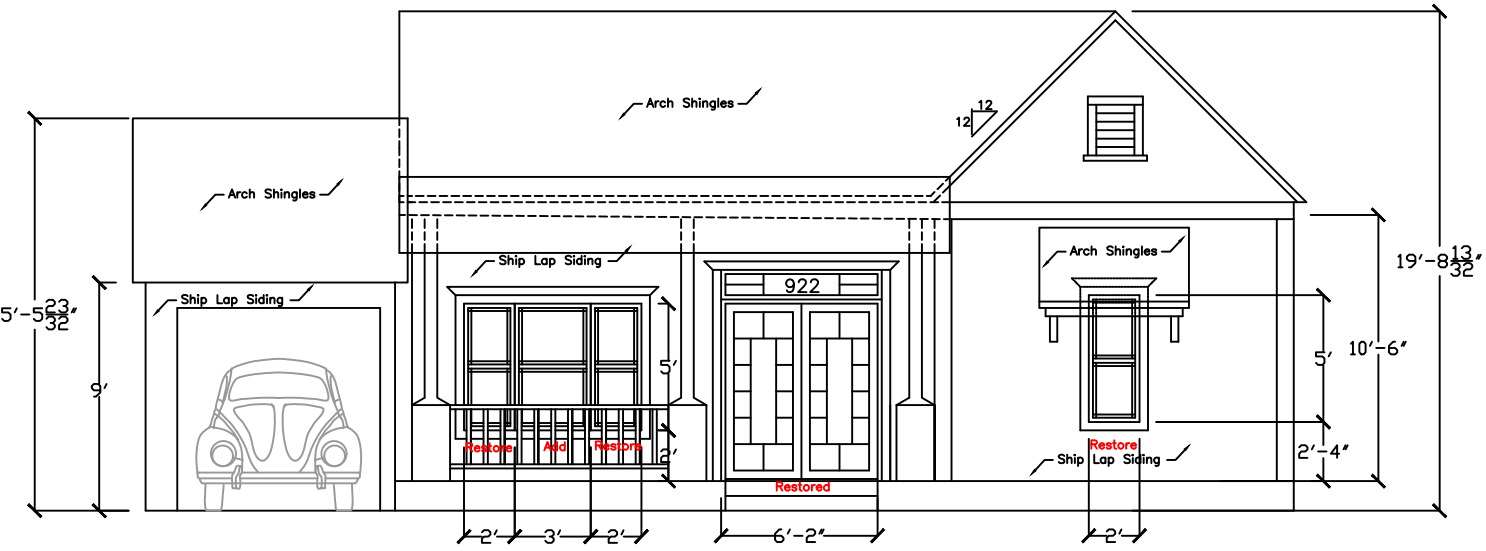 12
Arch Shingles
12
Arch Shingles
Ship Lap Siding
Arch Shingles
19'-8 13/32"
922
Ship Lap Siding
5'-5 23/32"
10'-6"
5'
5'
9'
Restore
Add
Restore
Restore
2'-4"
2'
Ship Lap Siding
Restored
2'
3'
2'
6'-2"
2'